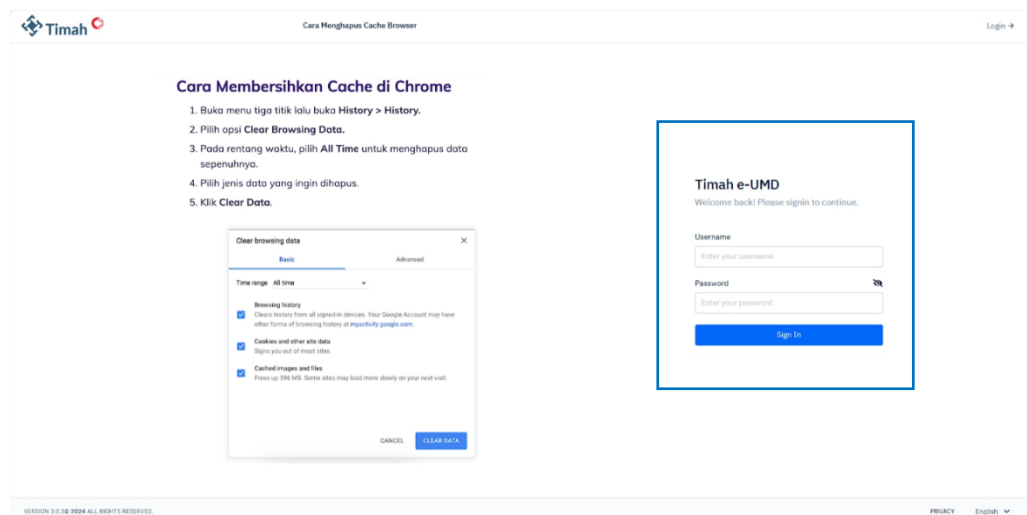 Timah
Cara Menghapus Cache Browser
Login →
Cara Membersihkan Cache di Chrome
1. Buka menu tiga titik lalu buka History > History.
2. Pilih opsi Clear Browsing Data.
3. Pada rentang waktu, pilih All Time untuk menghapus data
sepenuhnya.
4. Pilih jenis data yang ingin dihapus.
5. Klik Clear Data.
Clear browsing data
Basic
Advanced
Time range All time
Browsing history
Clears history from all signed-in devices. Your Google Account may have
other forms of browsing history at myactivity.google.com.
Cookies and other site data
Signs you out of most sites.
Cached images and files
Frees up 596 MB. Some sites may load more slowly on your next visit.
CANCEL
CLEAR DATA
Timah e-UMD
Welcome back! Please signin to continue.
Username
Enter your username
Password
Enter your password
Sign In
VERSION 3.0.3© 2024 ALL RIGHTS RESERVED.
PRIVACY
English